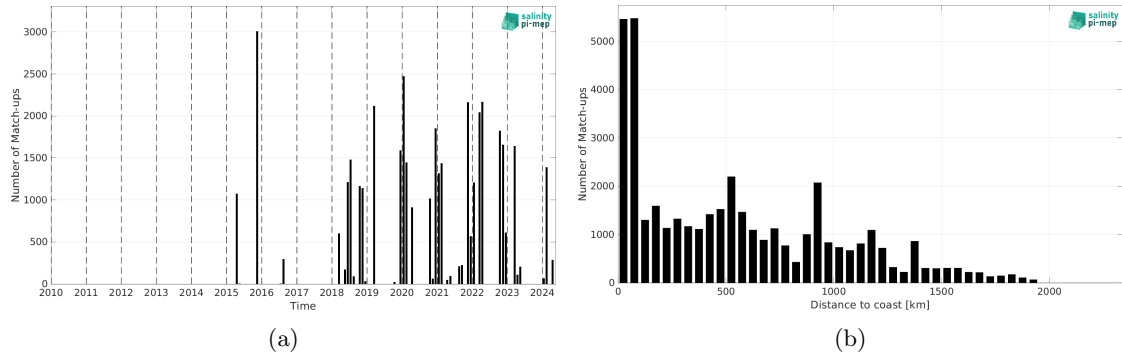 salinity
pi-mep
Number of Match-ups
3000
2500
2000
1500
1000
500
0
2010 2011 2012 2013 2014 2015 2016 2017 2018 2019 2020 2021 2022 2023 2024
Time
(a)
salinity
pi-mep
Number of Match-ups
5000
4000
3000
2000
1000
0
0 500 1000 1500 2000
Distance to coast [km]
(b)